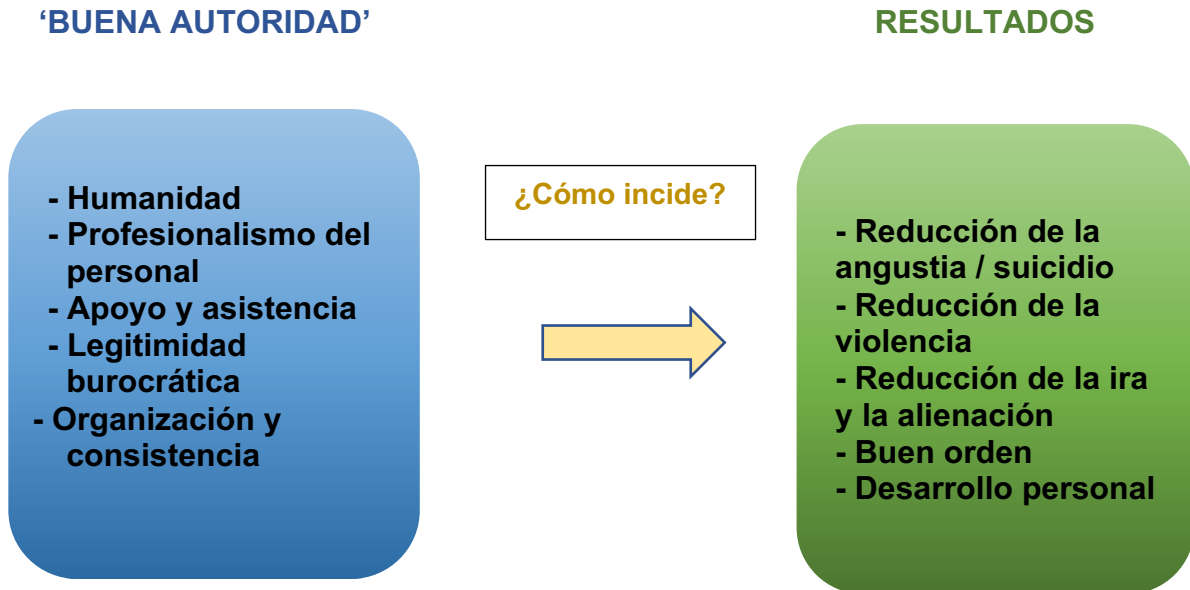 ‘BUENA AUTORIDAD’
- Humanidad
- Profesionalismo del
personal
- Apoyo y asistencia
- Legitimidad
burocrática
- Organización y
consistencia
¿Cómo incide?
RESULTADOS
- Reducción de la
angustia / suicidio
- Reducción de la
violencia
- Reducción de la ira
y la alienación
- Buen orden
- Desarrollo personal